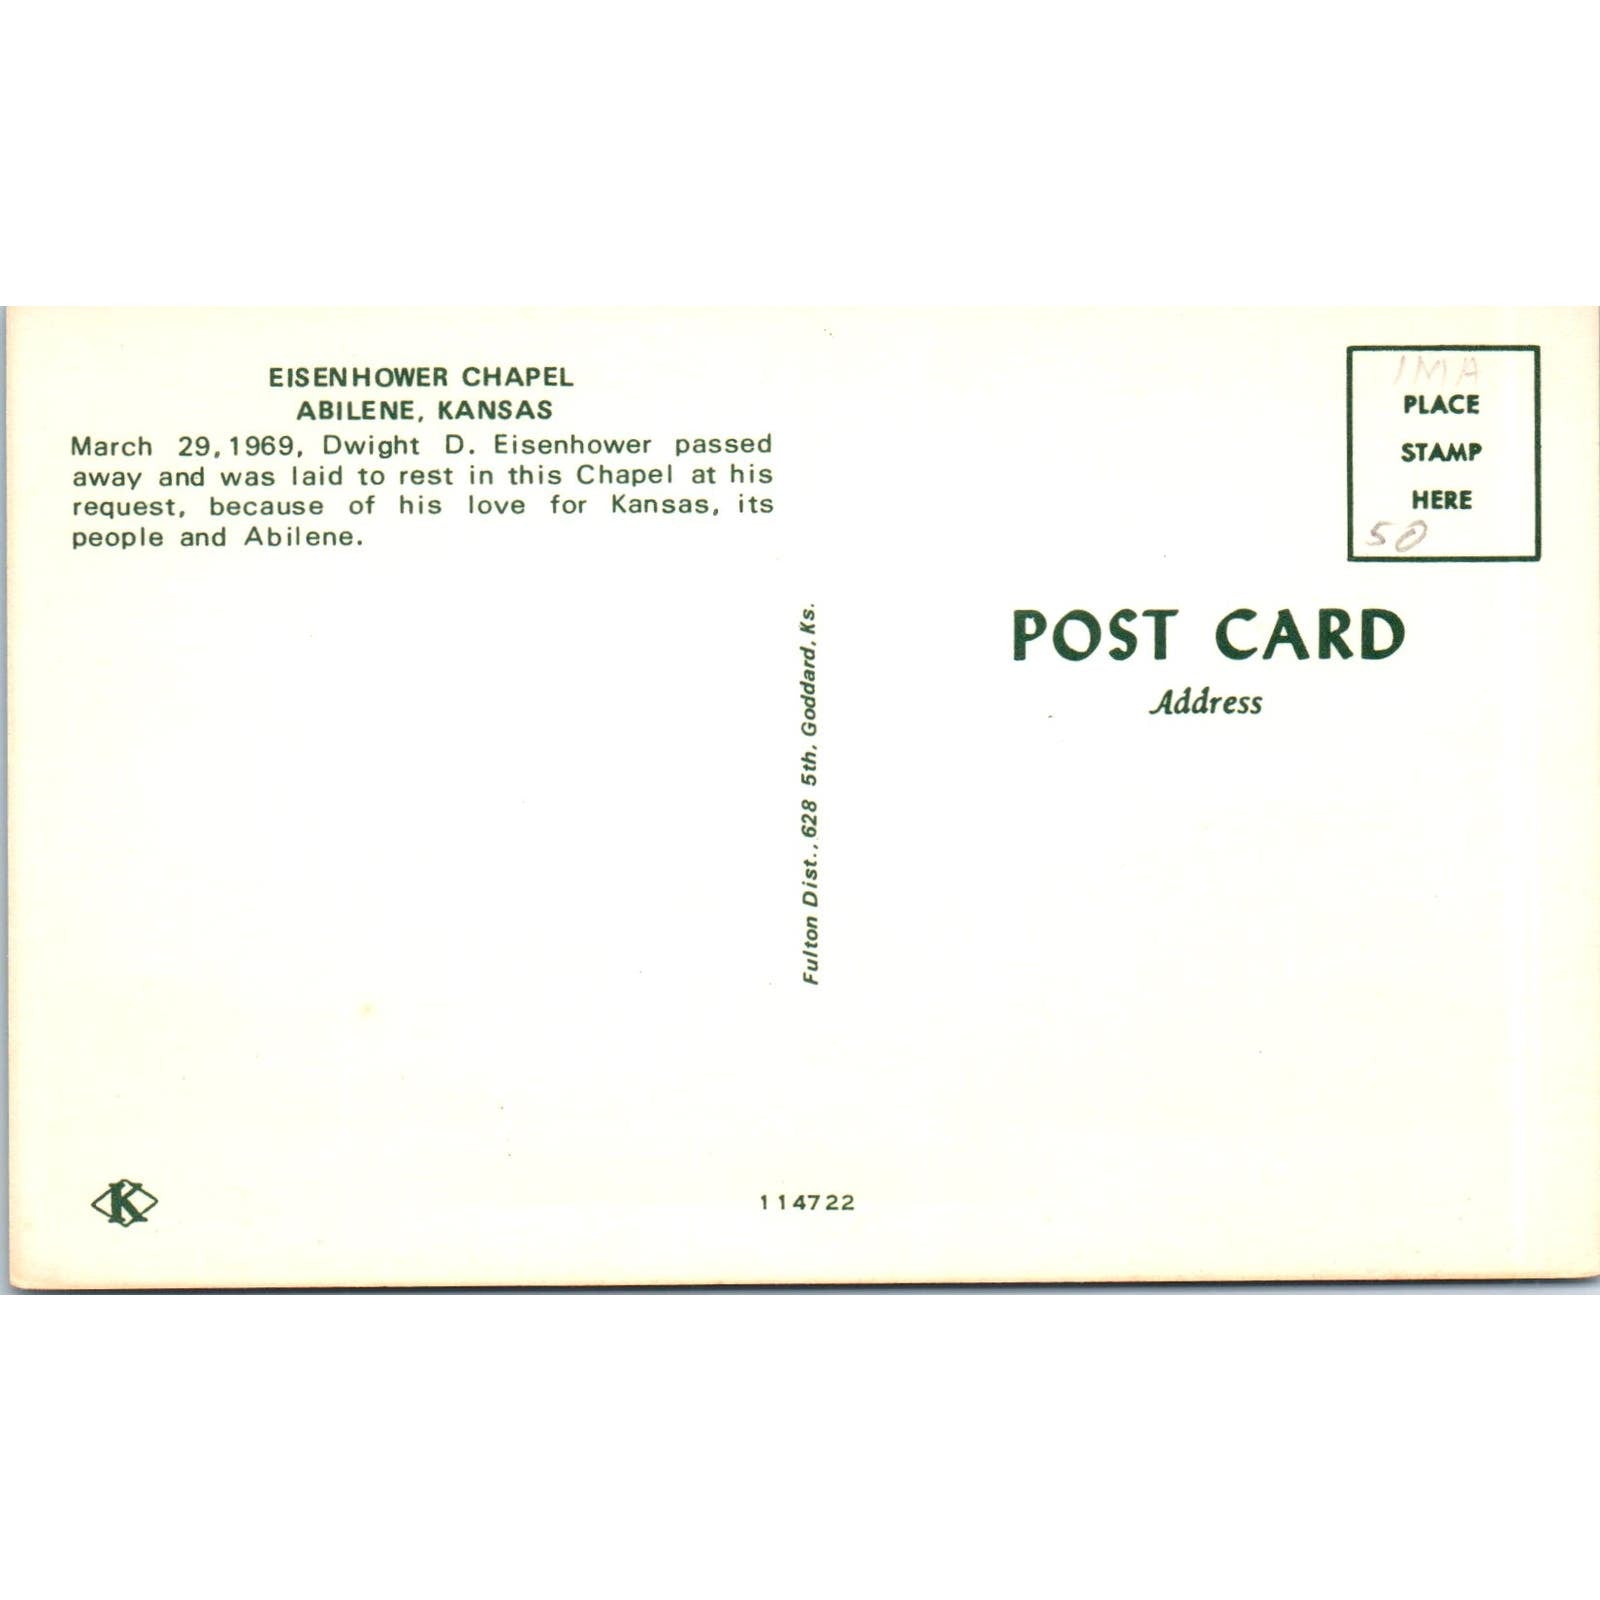 EISENHOWER CHAPEL
ABILENE, KANSAS
March 29, 1969, Dwight D. Eisenhower passed
away and was laid to rest in this Chapel at his
request, because of his love for Kansas, its
people and Abilene.
Fulton Dist., 628 5th, Goddard, Ks.
IMA
PLACE
STAMP
HERE
50
POST CARD
Address
K
114722